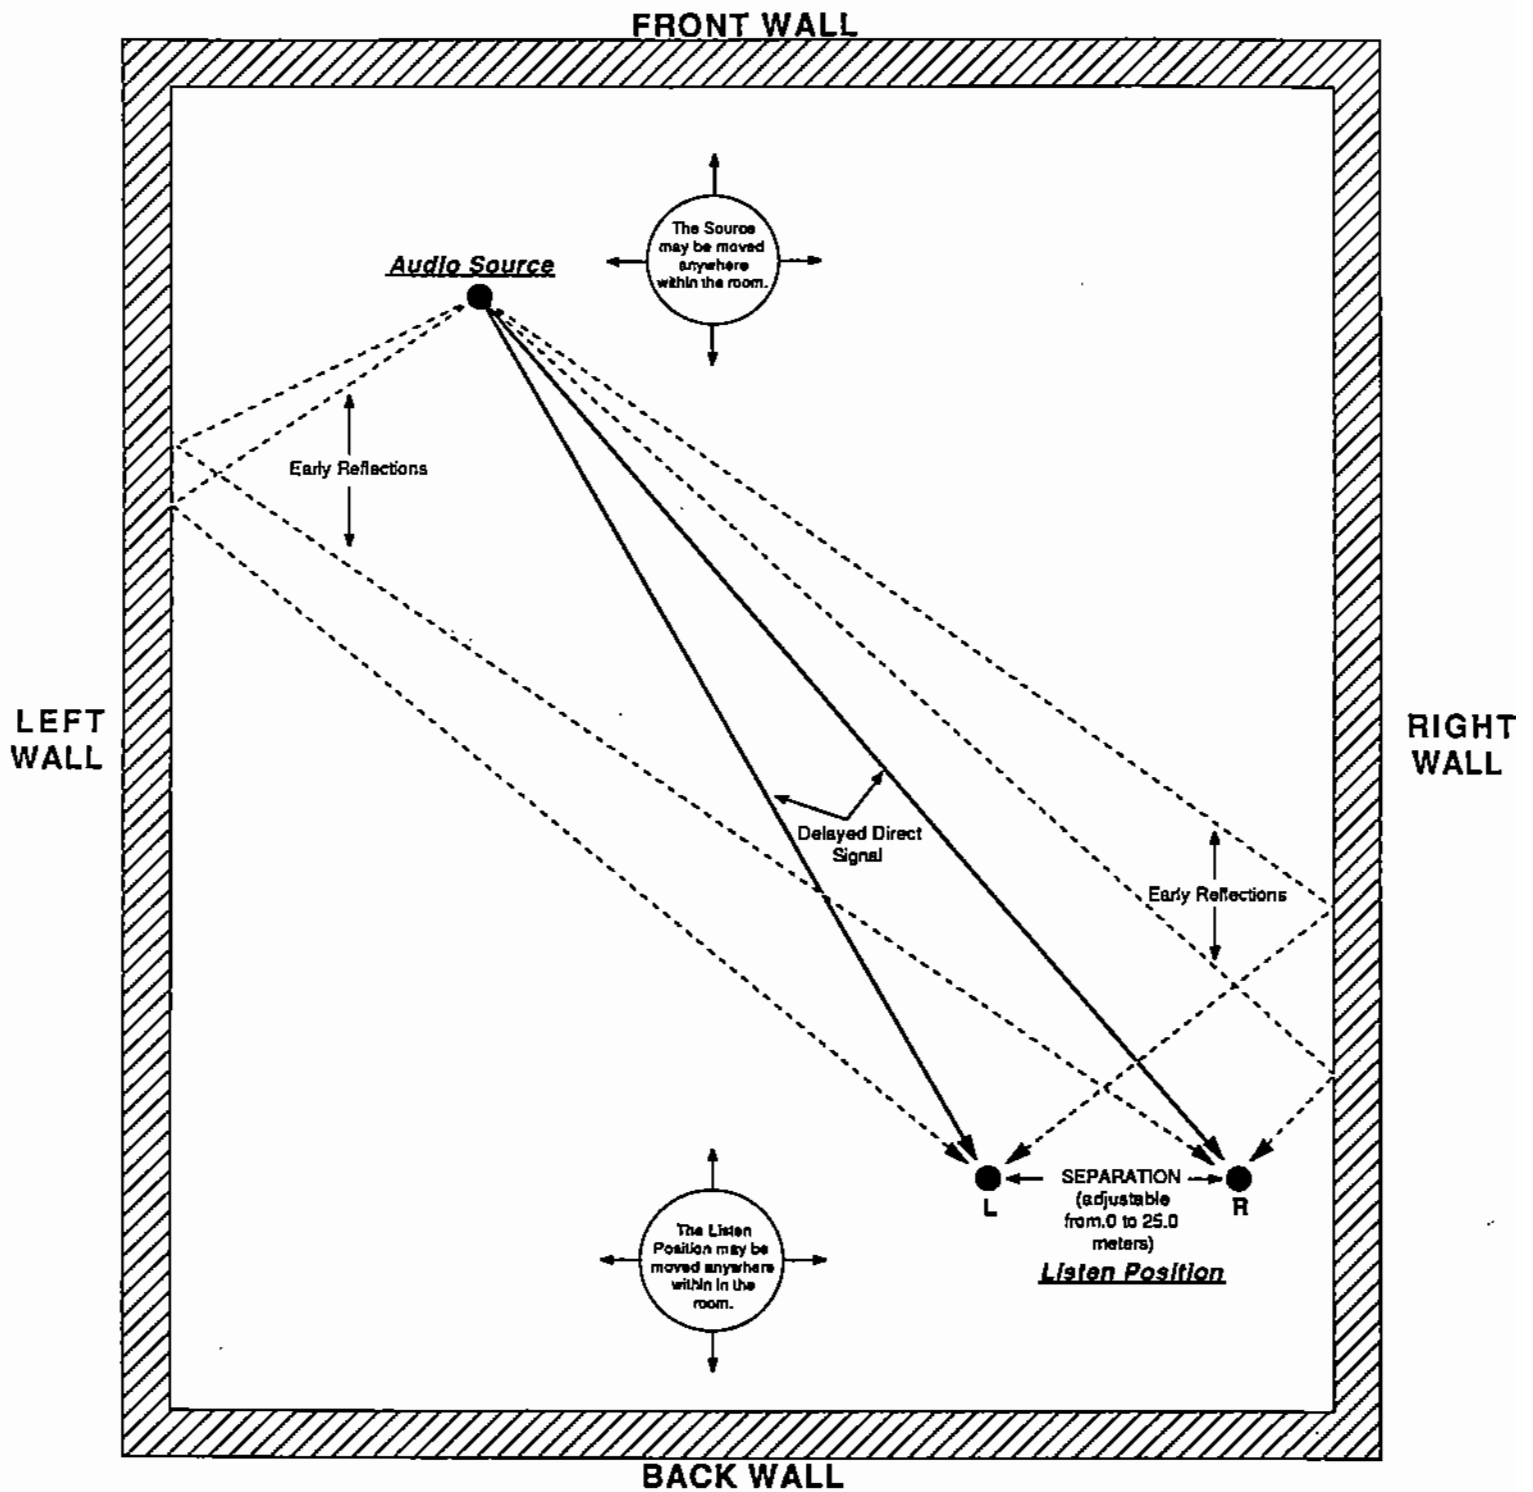 FRONT WALL
The Source
may be moved
anywhere
within the room.
Audio Source
Early Reflections
LEFT
WALL
RIGHT
WALL
Delayed Direct
Signal
Early Reflections
SEPARATION
(adjustable
from.0 to 25.0
meters)
L
R
Listen Position
The Listen
Position may be
moved anywhere
within in the
room.
BACK WALL